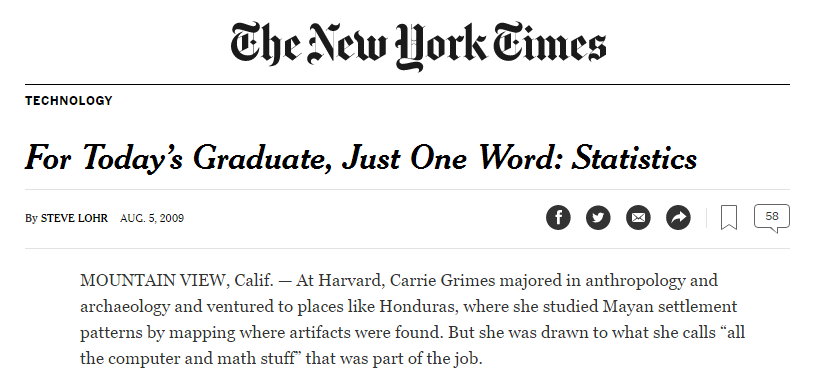 The New York Times
TECHNOLOGY
For Today's Graduate, Just One Word: Statistics
By STEVE LOHR AUG. 5, 2009
58
MOUNTAIN VIEW, Calif. — At Harvard, Carrie Grimes majored in anthropology and
archaeology and ventured to places like Honduras, where she studied Mayan settlement
patterns by mapping where artifacts were found. But she was drawn to what she calls “all
the computer and math stuff” that was part of the job.